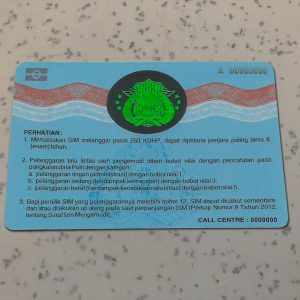 A 00000000
PERHATIAN :
1. Memalsukan SIM melanggar pasal 263 KUHP, dapat dipidana penjara paling lama 6
(enam) tahun.
2. Pelanggaran lalu lintas oleh pengemudi diberi bobot nilai dengan pencatatan pada
pangkalan data Polri dengan kategori :
a. pelanggaran ringan (administrasi) dengan bobot nilai 1.
b. pelanggaran sedang (berdampak kemacetan) dengan bobot nilai 3.
c. pelanggaran berat (berdampak kecelakaan lalu lintas) dengan bobot nilai 5.
3. Bagi pemilik SIM yang pelanggarannya melebihi bobot 12, SIM dapat dicabut sementara
dan atau dilakukan uji ulang pada saat perpanjangan SIM (Perkap Nomor 9 Tahun 2012
tentang Surat Izin Mengemudi).
CALL CENTRE : 0000000